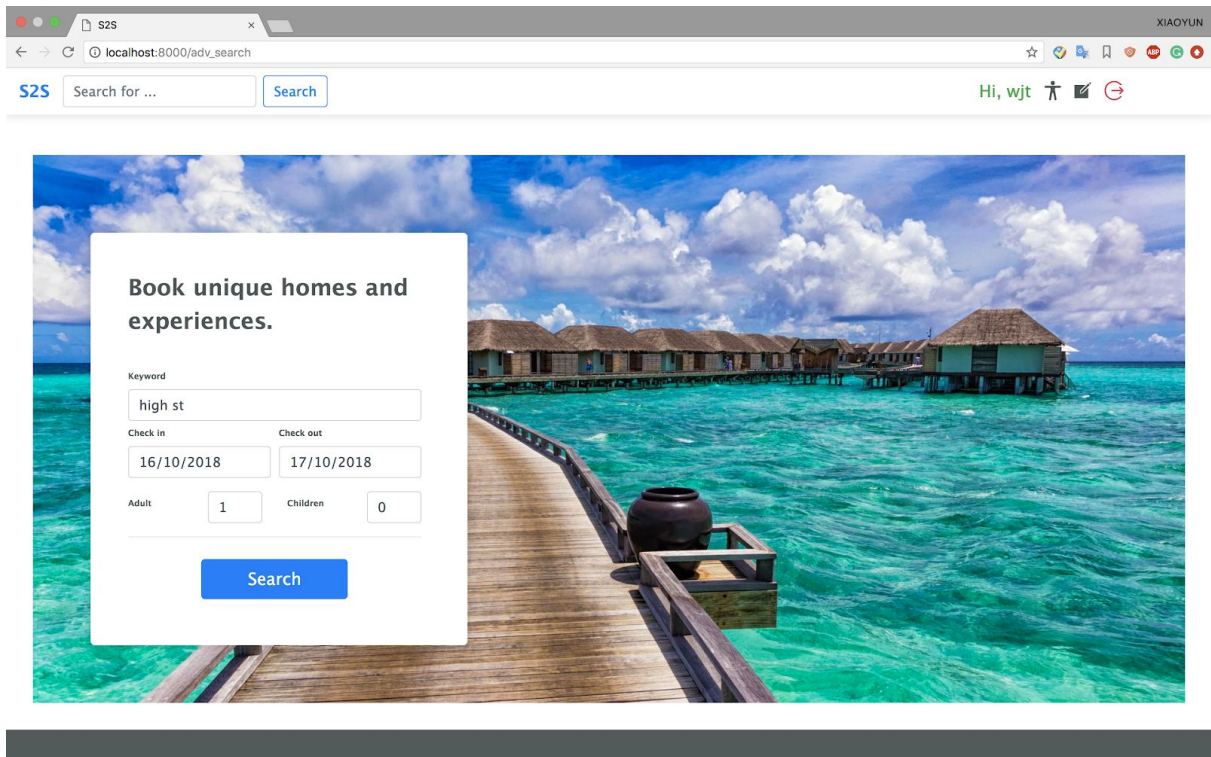 S2S
XIAOYUN
localhost:8000/adv_search
ABP
S2S Search for ... Search Hi, wjt
Book unique homes and
experiences.
Keyword
high st
Check in Check out
16/10/2018 17/10/2018
Adult 1 Children 0
Search